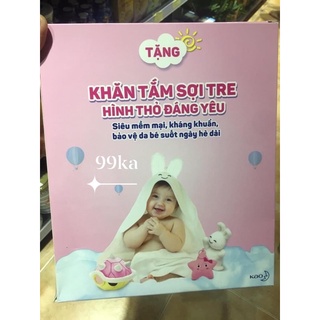 TẶNG
KHĂN TẮM SỢI TRE
HÌNH THỎ ĐÁNG YÊU
Siêu mềm mại, kháng khuẩn,
bảo vệ da bé suốt ngày hè dài
99ka
Kao